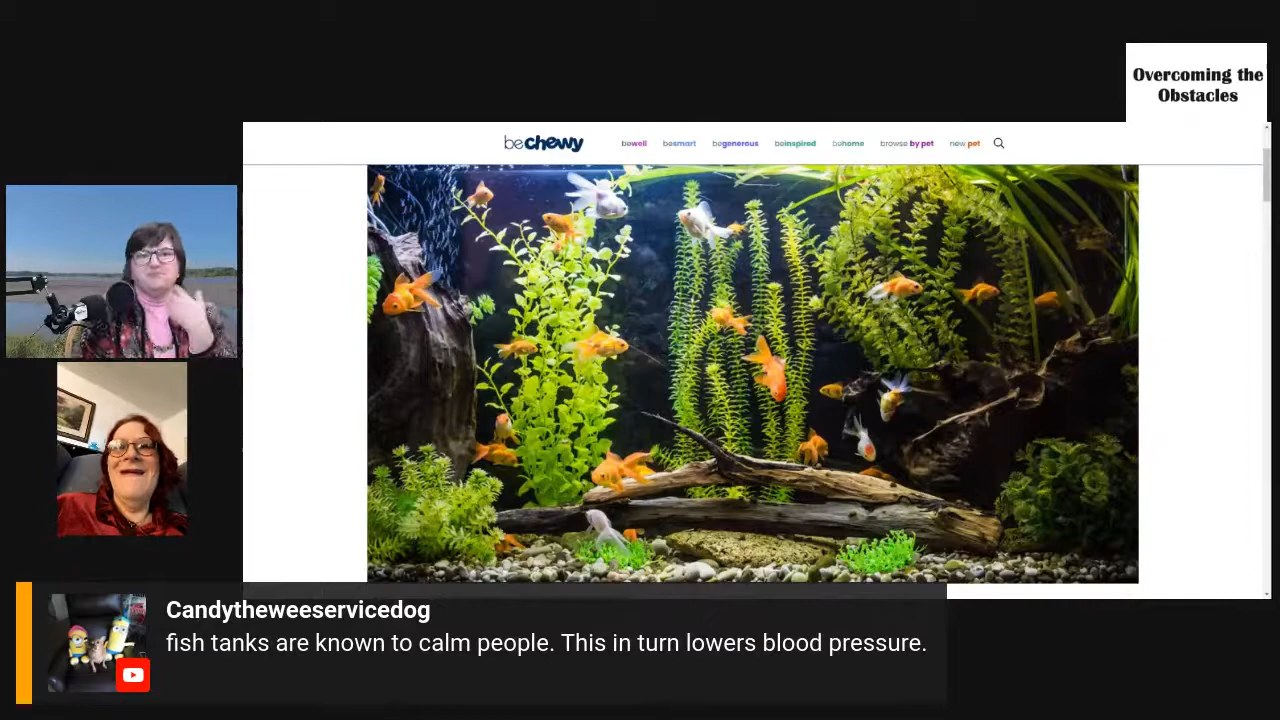 Overcoming the
Obstacles
bechewy
bewell besmart begenerous beinspired behome browse by pet new pet
Candytheweeservicedog
fish tanks are known to calm people. This in turn lowers blood pressure.